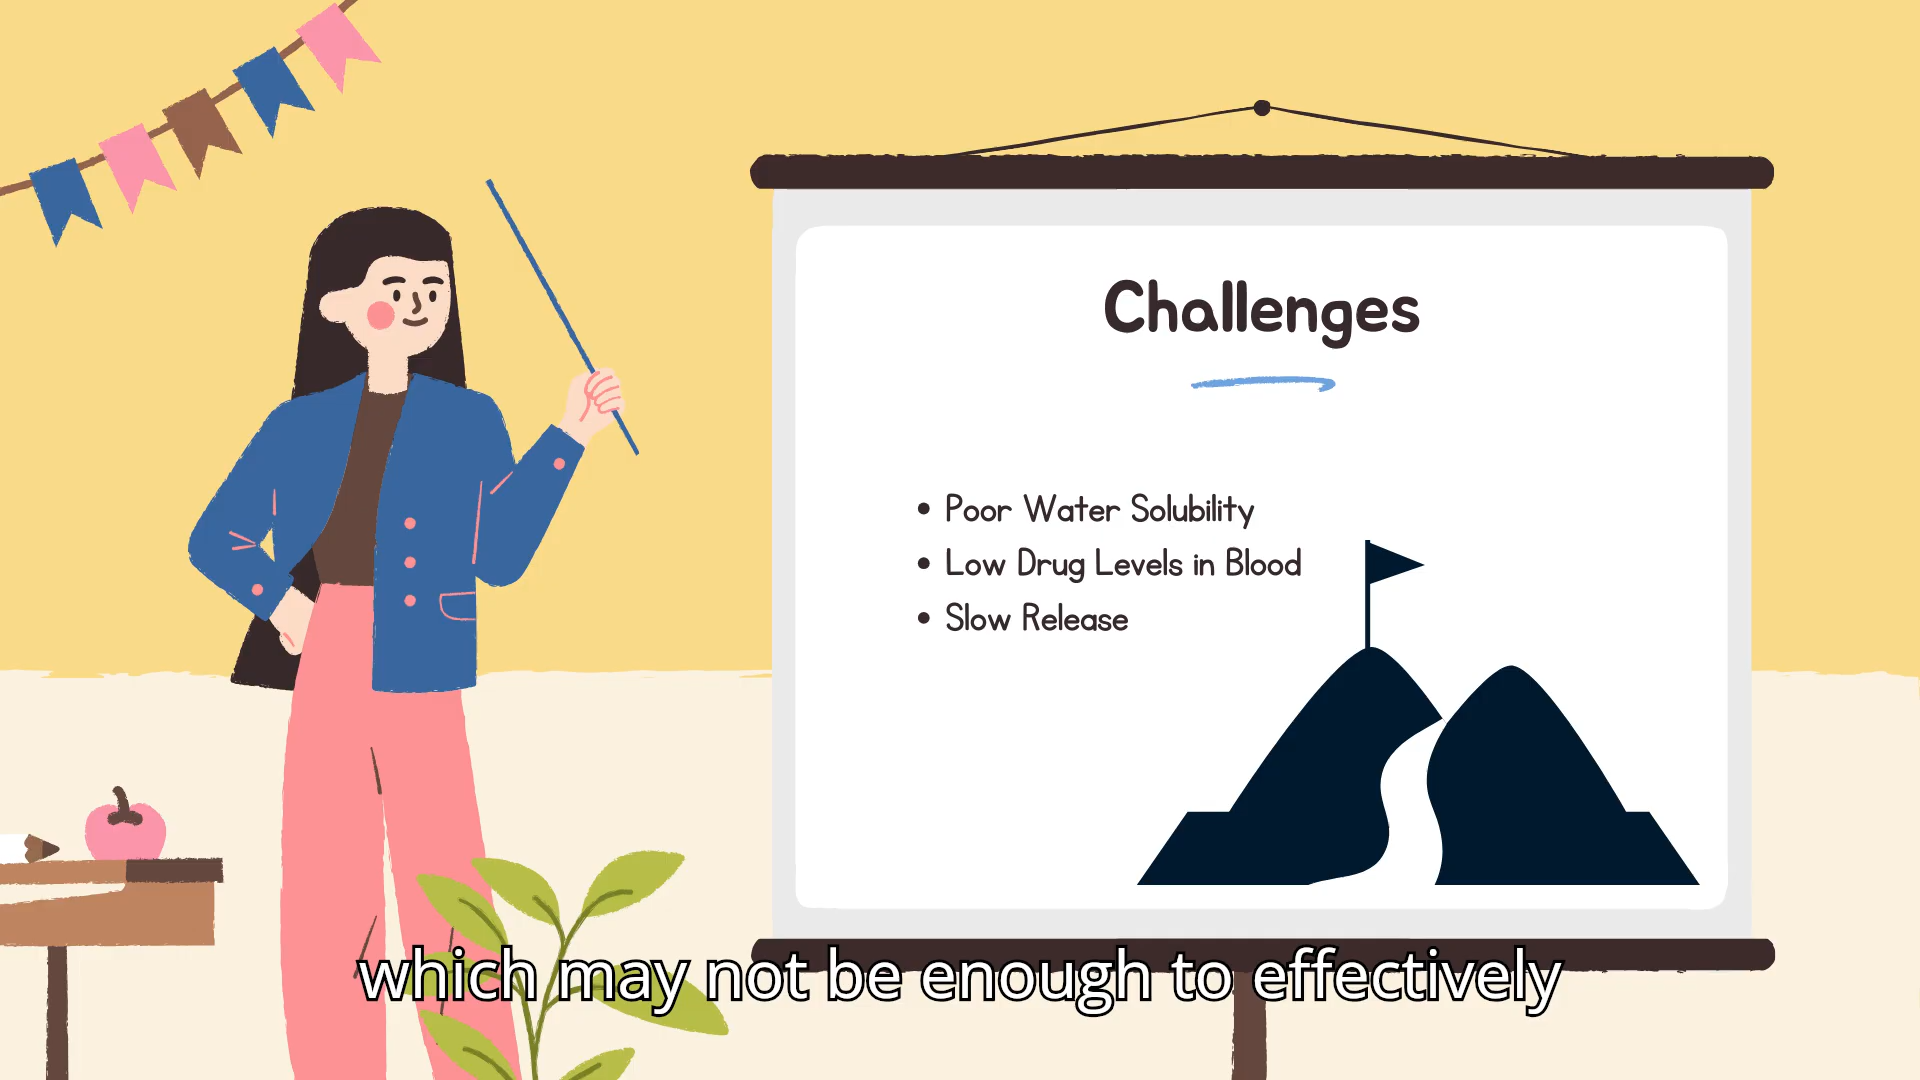 Challenges
• Poor Water Solubility
• Low Drug Levels in Blood
• Slow Release
which may not be enough to effectively